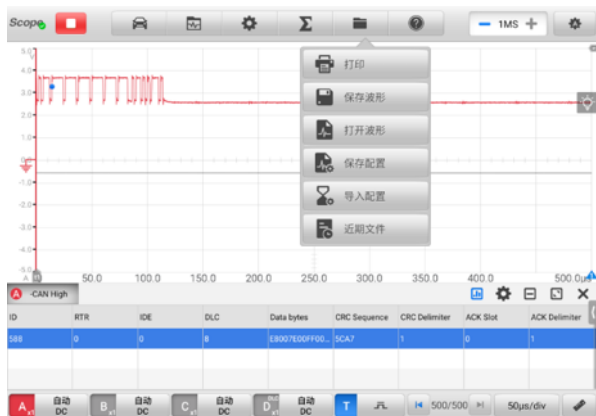 Scope
1MS
打印
保存波形
打开波形
保存配置
导入配置
近期文件
5.0
4.0
3.0
2.0
1.0
0.0
-1.0
-2.0
-3.0
-4.0
-5.0
50.0 100.0 150.0 200.0 250.0 300.0 350.0 400.0 500.0μs
A -CAN High
ID RTR IDE DLC Data bytes CRC Sequence CRC Delimiter ACK Slot ACK Delimiter
588 0 0 8 E8007E00FF00... 5CA7 1 0 1
A x1 自动 DC B x1 自动 DC C x1 自动 DC D x1 自动 DC T 500/500 50μs/div